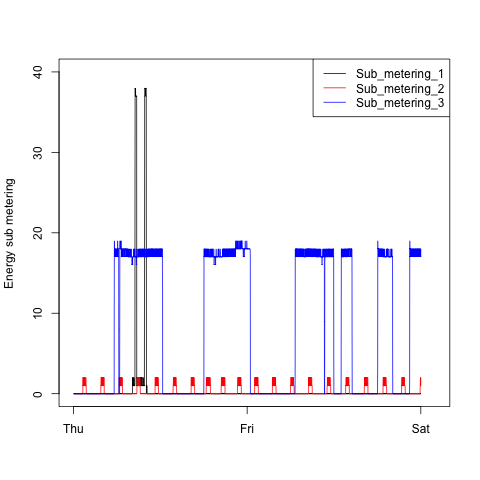 Sub_metering_1
Sub_metering_2
Sub_metering_3
Energy sub metering
40
30
20
10
0
Thu
Fri
Sat